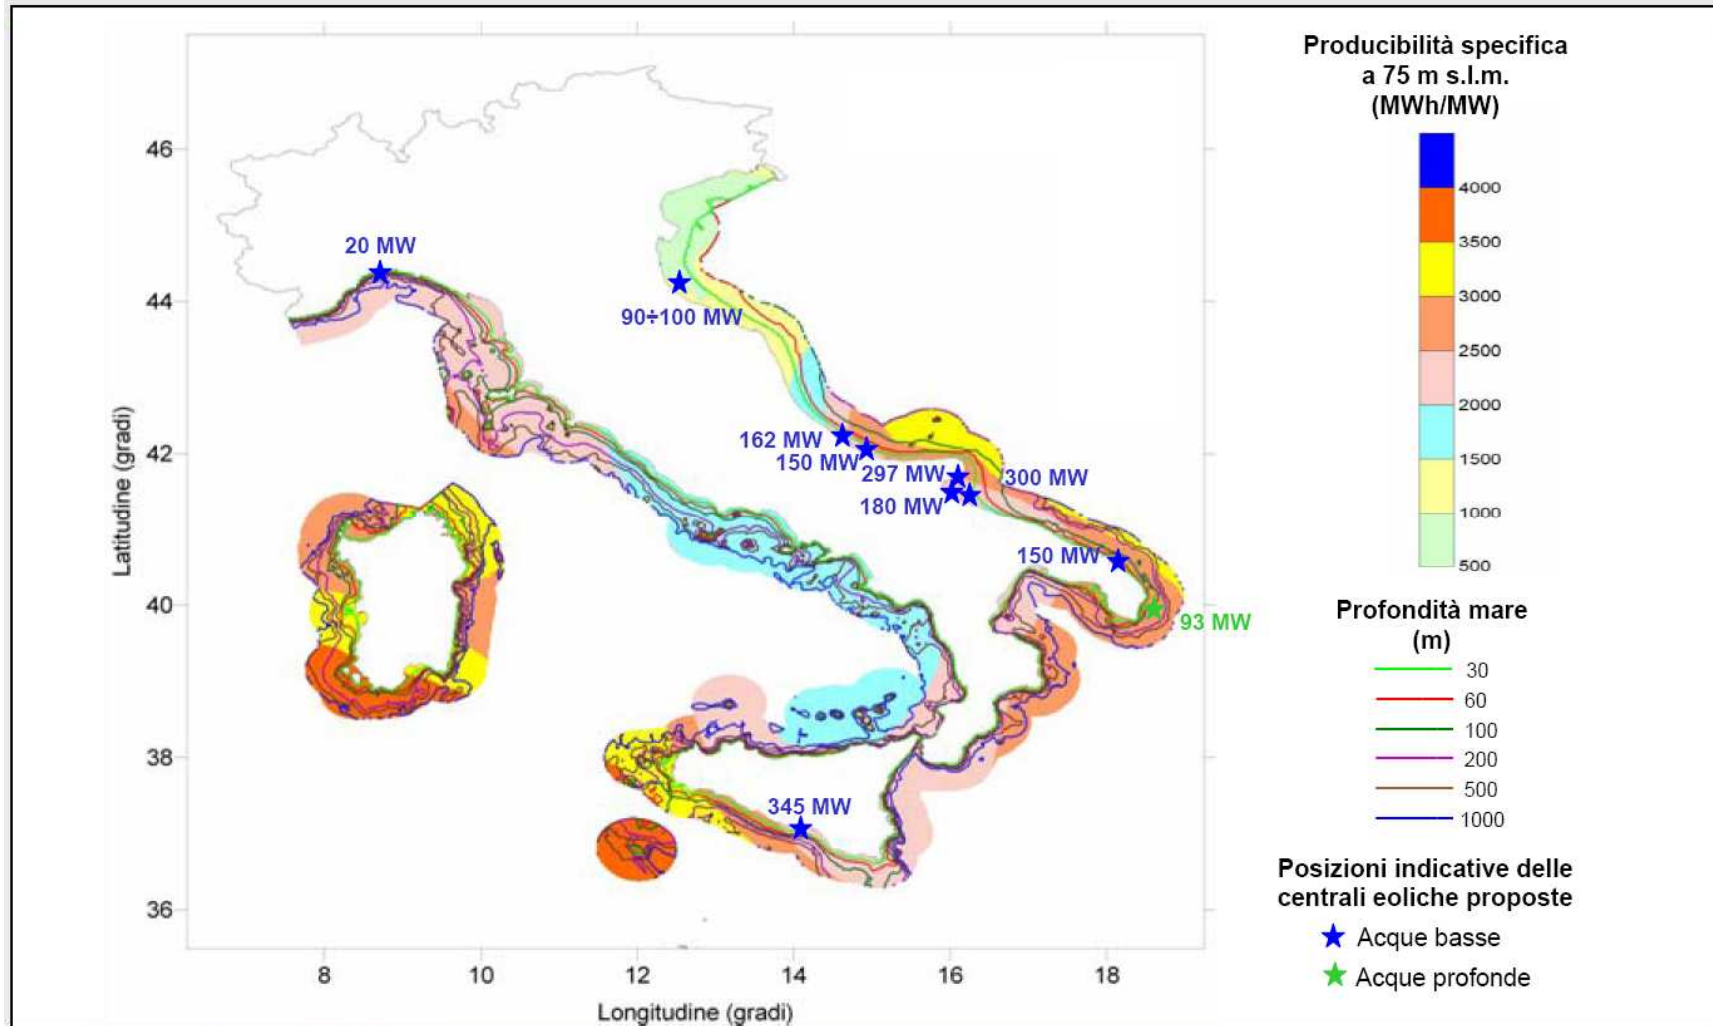 Producibilità specifica
a 75 m s.l.m.
(MWh/MW)
4000
3500
3000
2500
2000
1500
1000
500
Profondità mare
(m)
30
60
100
200
500
1000
Posizioni indicative delle
centrali eoliche proposte
Acque basse
Acque profonde
46
44
42
40
38
36
Latitudine (gradi)
8
10
12
14
16
18
Longitudine (gradi)
20 MW
90÷100 MW
162 MW
150 MW
297 MW
300 MW
180 MW
150 MW
93 MW
345 MW